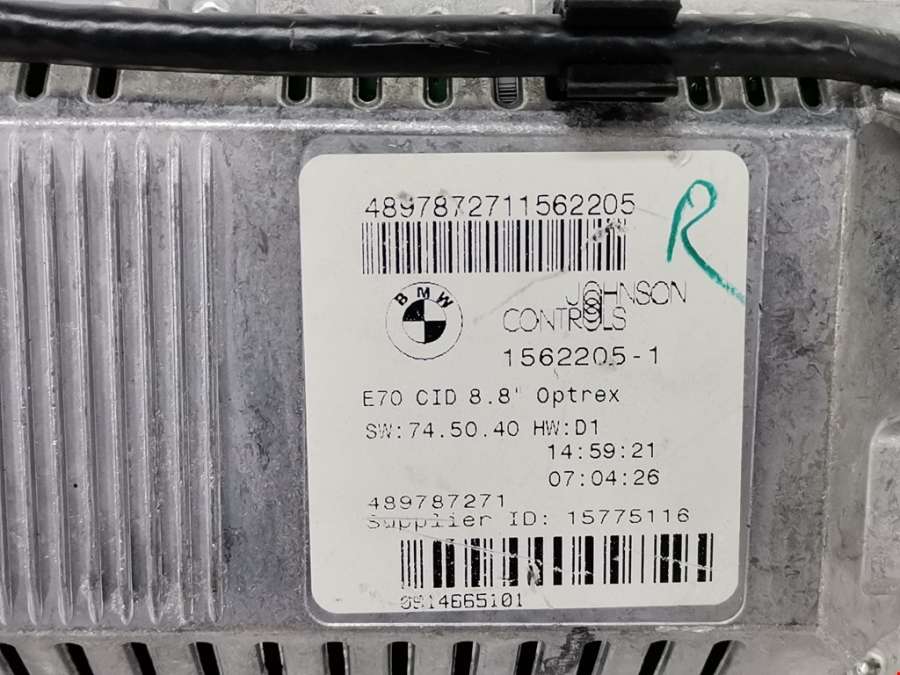 4897872711562205
R
BMW
JOHNSON
CONTROLS
1562205-1
E70 CID 8.8" Optrex
SW:74.50.40 HW:D1
14:59:21
07:04:26
489787271
Supplier ID: 15775116
0914665101